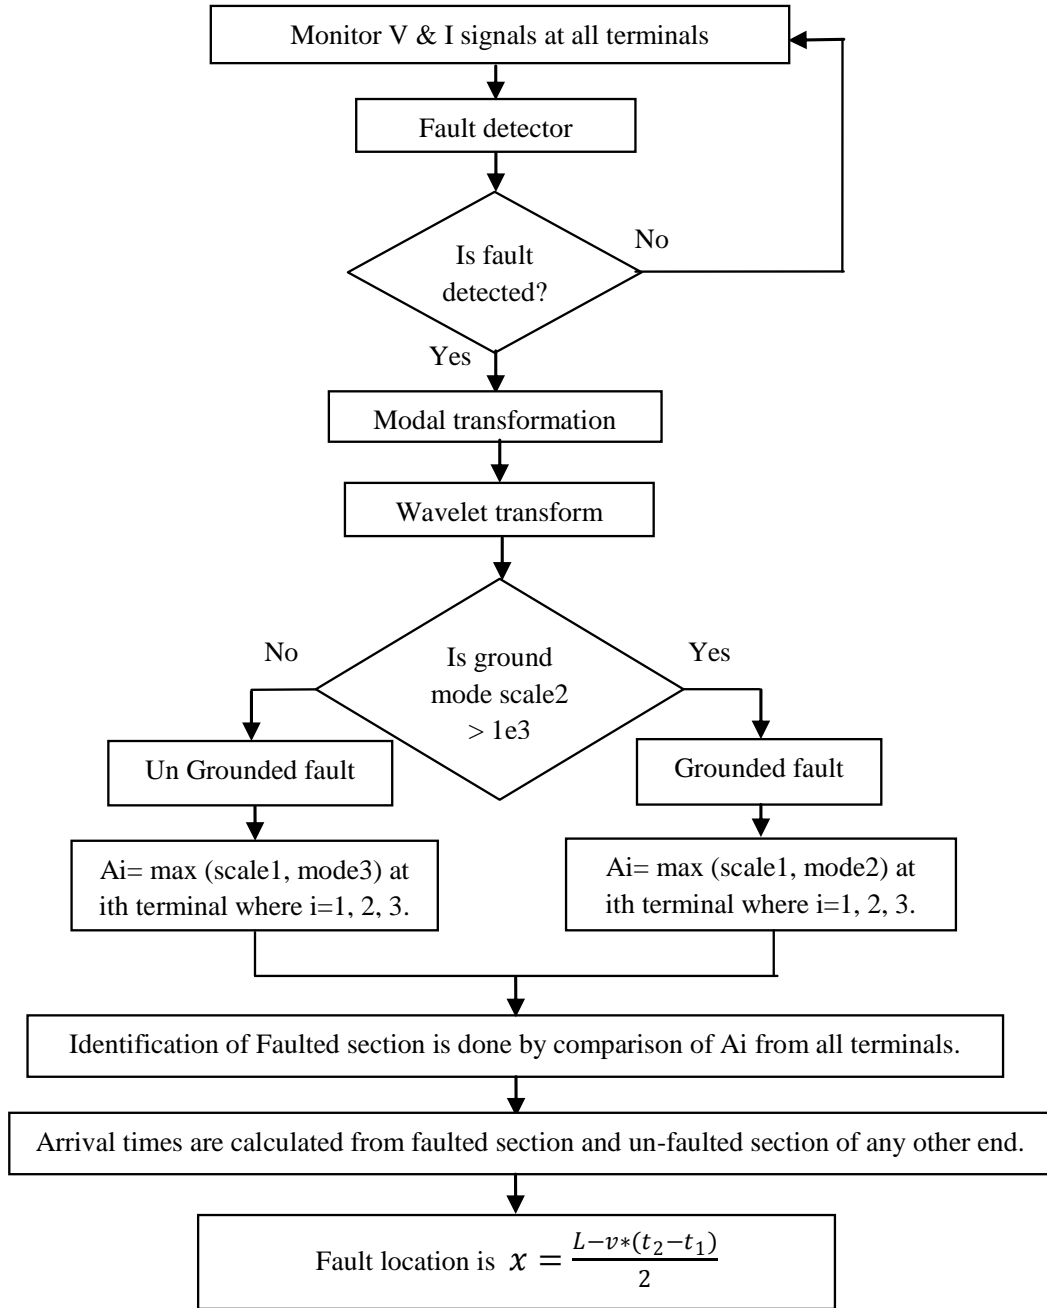 Monitor V & I signals at all terminals
Fault detector
No
Is fault
detected?
Yes
Modal transformation
Wavelet transform
No
Yes
Is ground
mode scale2
> 1e3
Un Grounded fault
Grounded fault
Ai= max (scale1, mode3) at
ith terminal where i=1, 2, 3.
Ai= max (scale1, mode2) at
ith terminal where i=1, 2, 3.
Identification of Faulted section is done by comparison of Ai from all terminals.
Arrival times are calculated from faulted section and un-faulted section of any other end.
Fault location is x = \frac{L-v*(t_2-t_1)}{2}